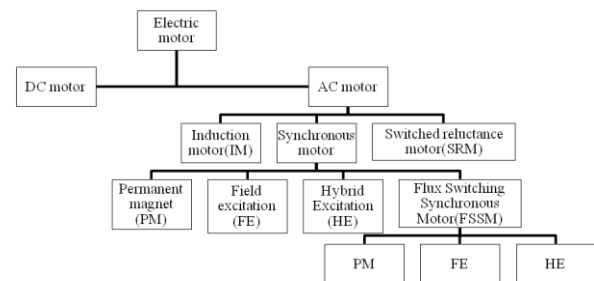 Electric
motor
DC motor
AC motor
Induction
motor(IM)
Synchronous
motor
Switched reluctance
motor(SRM)
Permanent
magnet
(PM)
Field
excitation
(FE)
Hybrid
Excitation
(HE)
Flux Switching
Synchronous
Motor(FSSM)
PM
FE
HE